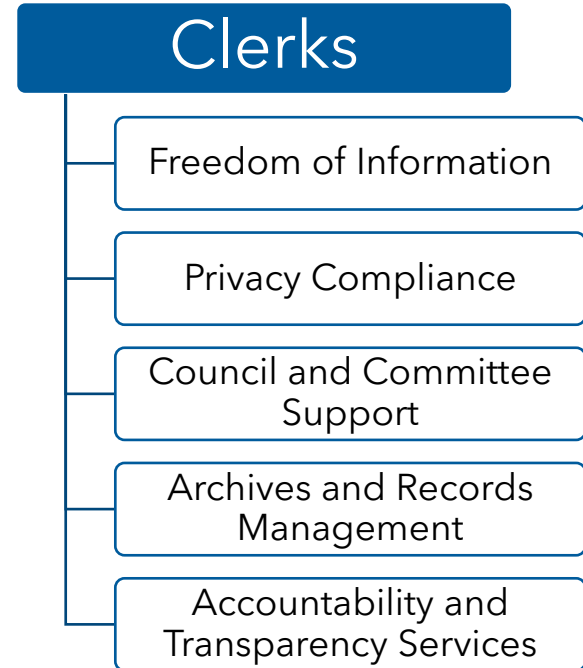 Clerks
Freedom of Information
Privacy Compliance
Council and Committee
Support
Archives and Records
Management
Accountability and
Transparency Services